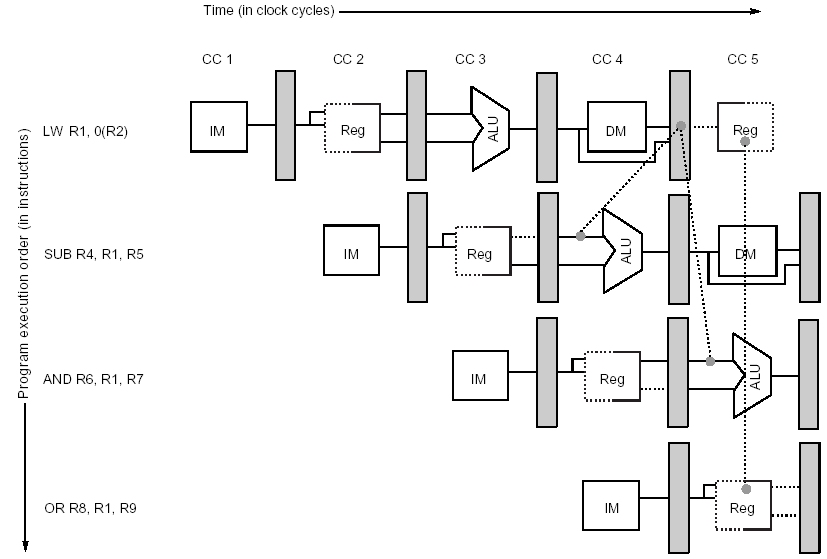 Time (in clock cycles)
CC 1 CC 2 CC 3 CC 4 CC 5
Program execution order (in instructions)
LW R1, 0(R2) IM Reg ALU DM Reg
SUB R4, R1, R5 IM Reg ALU DM
AND R6, R1, R7 IM Reg ALU
OR R8, R1, R9 IM Reg